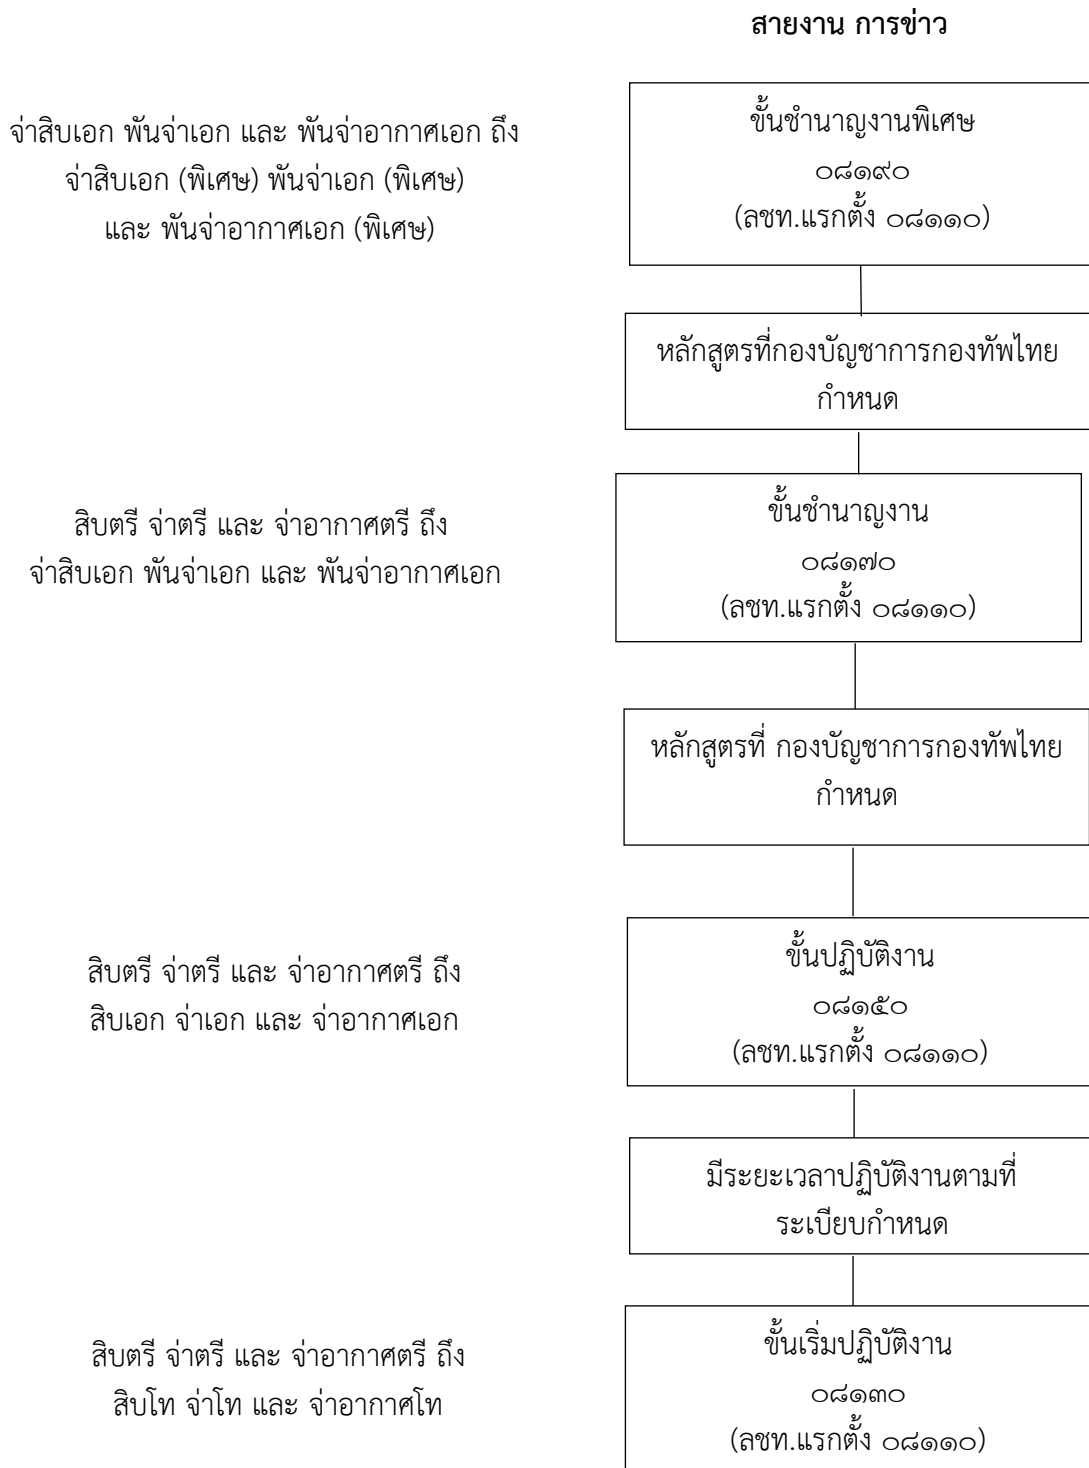 สายงาน การข่าว
จ่าสิบเอก พันจ่าเอก และ พันจ่าอากาศเอก ถึง
จ่าสิบเอก (พิเศษ) พันจ่าเอก (พิเศษ)
และ พันจ่าอากาศเอก (พิเศษ)
ขั้นชำนาญงานพิเศษ
๐๘๑๙๐
(ลชท.แรกตั้ง ๐๘๑๑๐)
หลักสูตรที่กองบัญชาการกองทัพไทย
กำหนด
สิบตรี จ่าตรี และ จ่าอากาศตรี ถึง
จ่าสิบเอก พันจ่าเอก และ พันจ่าอากาศเอก
ขั้นชำนาญงาน
๐๘๑๗๐
(ลชท.แรกตั้ง ๐๘๑๑๐)
หลักสูตรที่ กองบัญชาการกองทัพไทย
กำหนด
สิบตรี จ่าตรี และ จ่าอากาศตรี ถึง
สิบเอก จ่าเอก และ จ่าอากาศเอก
ขั้นปฏิบัติงาน
๐๘๑๕๐
(ลชท.แรกตั้ง ๐๘๑๑๐)
มีระยะเวลาปฏิบัติงานตามที่
ระเบียบกำหนด
สิบตรี จ่าตรี และ จ่าอากาศตรี ถึง
สิบโท จ่าโท และ จ่าอากาศโท
ขั้นเริ่มปฏิบัติงาน
๐๘๑๓๐
(ลชท.แรกตั้ง ๐๘๑๑๐)